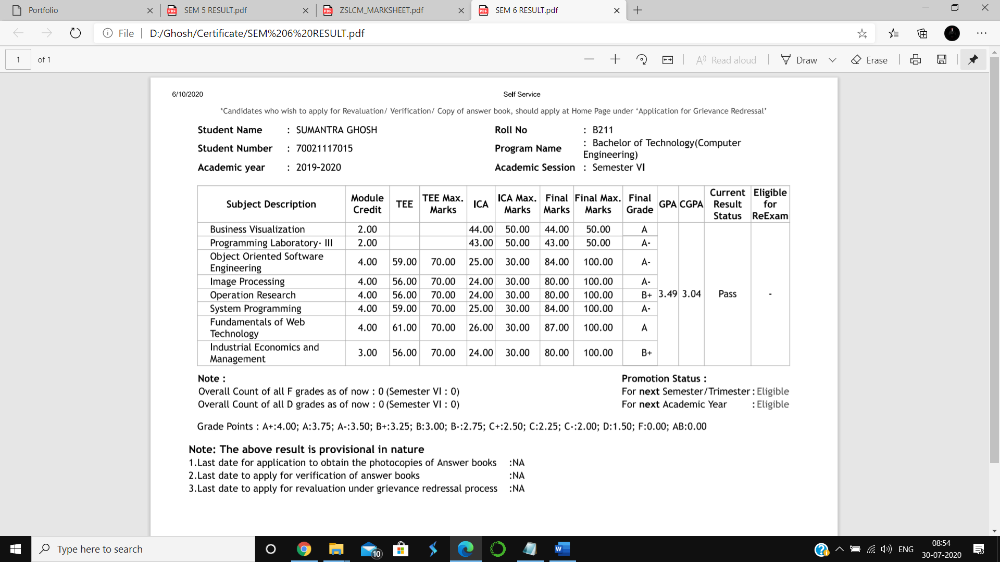 Portfolio
SEM 5 RESULT.pdf
ZSLCM_MARKSHEET.pdf
SEM 6 RESULT.pdf
File | D:/Ghosh/Certificate/SEM%206%20RESULT.pdf
1 of 1
Read aloud
Draw
Erase
6/10/2020 Self Service
*Candidates who wish to apply for Revaluation/ Verification/ Copy of answer book, should apply at Home Page under ‘Application for Grievance Redressal’
Student Name : SUMANTRA GHOSH Roll No : B211
Student Number : 70021117015 Program Name : Bachelor of Technology(Computer
Engineering)
Academic year : 2019-2020 Academic Session : Semester VI
Subject Description Module Credit TEE TEE Max. Marks ICA ICA Max. Marks Final Marks Final Max. Marks Final Grade GPA CGPA Current Result Status Eligible for ReExam
Business Visualization 2.00 44.00 50.00 44.00 50.00 A
Programming Laboratory- III 2.00 43.00 50.00 43.00 50.00 A-
Object Oriented Software
Engineering 4.00 59.00 70.00 25.00 30.00 84.00 100.00 A-
Image Processing 4.00 56.00 70.00 24.00 30.00 80.00 100.00 A-
Operation Research 4.00 56.00 70.00 24.00 30.00 80.00 100.00 B+ 3.49 3.04 Pass -
System Programming 4.00 59.00 70.00 25.00 30.00 84.00 100.00 A-
Fundamentals of Web
Technology 4.00 61.00 70.00 26.00 30.00 87.00 100.00 A
Industrial Economics and
Management 3.00 56.00 70.00 24.00 30.00 80.00 100.00 B+
Note : Promotion Status :
Overall Count of all F grades as of now : 0 (Semester VI : 0) For next Semester/Trimester : Eligible
Overall Count of all D grades as of now : 0 (Semester VI : 0) For next Academic Year : Eligible
Grade Points : A+:4.00; A:3.75; A-:3.50; B+:3.25; B:3.00; B-:2.75; C+:2.50; C:2.25; C-:2.00; D:1.50; F:0.00; AB:0.00
Note: The above result is provisional in nature
1.Last date for application to obtain the photocopies of Answer books :NA
2.Last date to apply for verification of answer books :NA
3.Last date to apply for revaluation under grievance redressal process :NA
Type here to search
10
ENG
08:54
30-07-2020